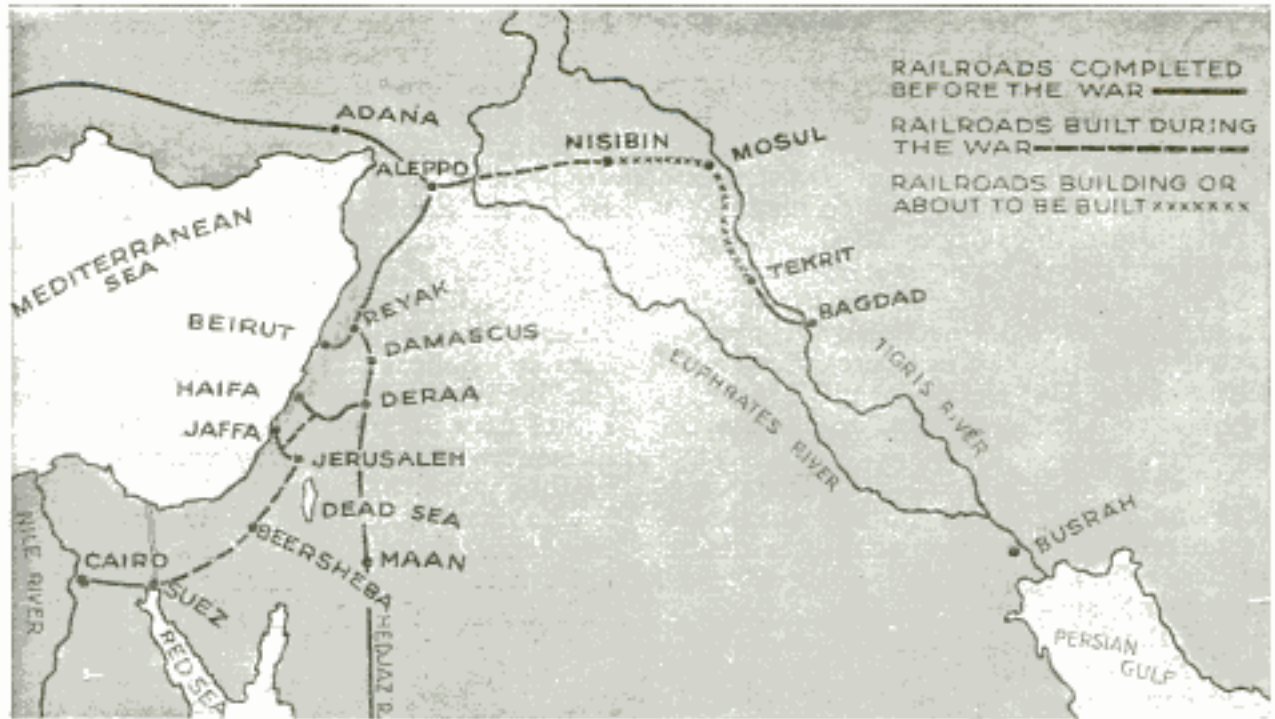 RAILROADS COMPLETED
BEFORE THE WAR
RAILROADS BUILT DURING
THE WAR
RAILROADS BUILDING OR
ABOUT TO BE BUILT
ADANA
ALEPPO
NISIBIN
MOSUL
MEDITERRANEAN
SEA
TEKRIT
BAGDAD
REYAK
BEIRUT
DAMASCUS
TIGRIS RIVER
EUPHRATES RIVER
HAIFA
DERAA
JAFFA
JERUSALEM
DEAD SEA
BUSRAH
NILE RIVER
CAIRO
BEERSHEBA
MAAN
SUEZ
HEDJAZ R.
RED SEA
PERSIAN
GULF